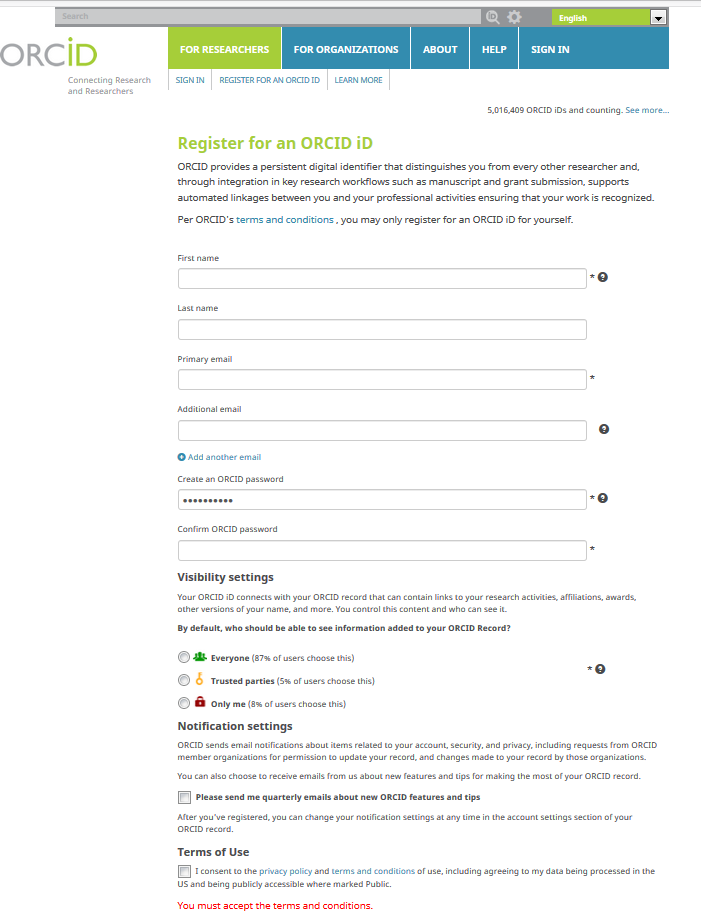 Search
English
ORCID
Connecting Research
and Researchers
FOR RESEARCHERS
FOR ORGANIZATIONS
ABOUT
HELP
SIGN IN
SIGN IN
REGISTER FOR AN ORCID ID
LEARN MORE
5,016,409 ORCID iDs and counting. See more...
Register for an ORCID iD
ORCID provides a persistent digital identifier that distinguishes you from every other researcher and,
through integration in key research workflows such as manuscript and grant submission, supports
automated linkages between you and your professional activities ensuring that your work is recognized.
Per ORCID's terms and conditions , you may only register for an ORCID iD for yourself.
First name
*
Last name
Primary email
*
Additional email
Add another email
Create an ORCID password
•••••••••• *
Confirm ORCID password
*
Visibility settings
Your ORCID iD connects with your ORCID record that can contain links to your research activities, affiliations, awards,
other versions of your name, and more. You control this content and who can see it.
By default, who should be able to see information added to your ORCID Record?
Everyone (87% of users choose this)
*
Trusted parties (5% of users choose this)
Only me (8% of users choose this)
Notification settings
ORCID sends email notifications about items related to your account, security, and privacy, including requests from ORCID
member organizations for permission to update your record, and changes made to your record by those organizations.
You can also choose to receive emails from us about new features and tips for making the most of your ORCID record.
Please send me quarterly emails about new ORCID features and tips
After you've registered, you can change your notification settings at any time in the account settings section of your
ORCID record.
Terms of Use
I consent to the privacy policy and terms and conditions of use, including agreeing to my data being processed in the
US and being publicly accessible where marked Public.
You must accept the terms and conditions.